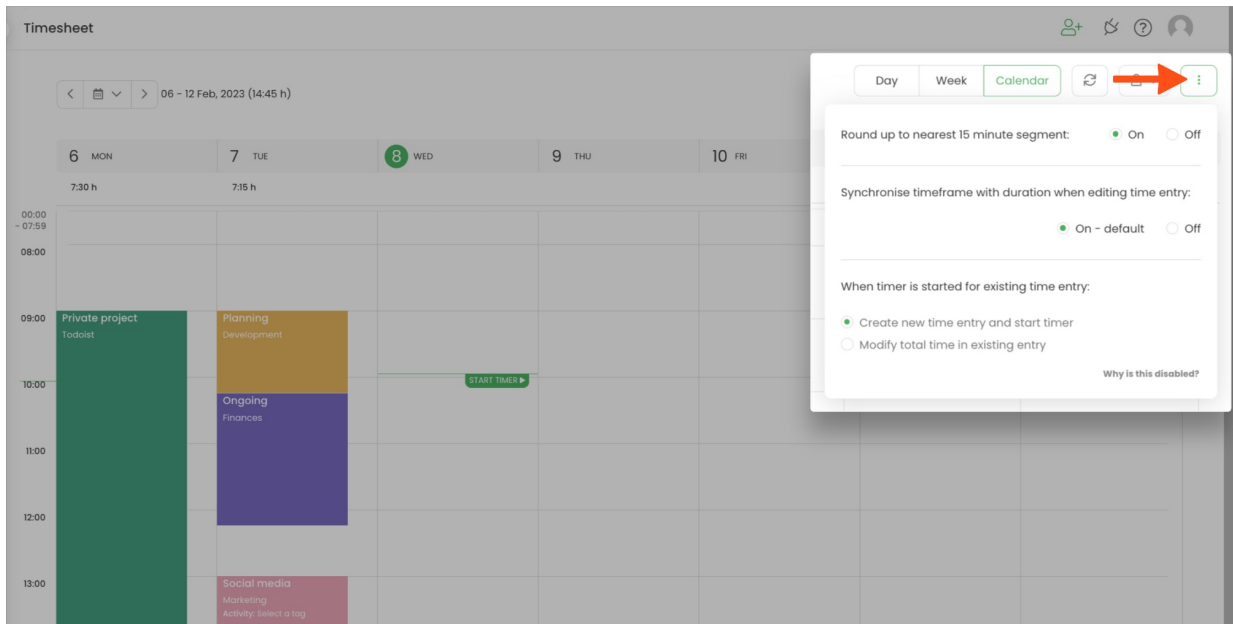 Timesheet
06 - 12 Feb, 2023 (14:45 h)
Day Week Calendar
Round up to nearest 15 minute segment: On Off
Synchronise timeframe with duration when editing time entry:
On - default Off
When timer is started for existing time entry:
Create new time entry and start timer
Modify total time in existing entry
Why is this disabled?
6 MON 7 TUE 8 WED 9 THU 10 FRI
7:30 h 7:15 h
00:00
- 07:59
08:00
09:00 Private project Planning
Todoist Development
10:00 START TIMER
Ongoing
Finances
11:00
12:00
13:00 Social media
Marketing
Activity: Select a tag